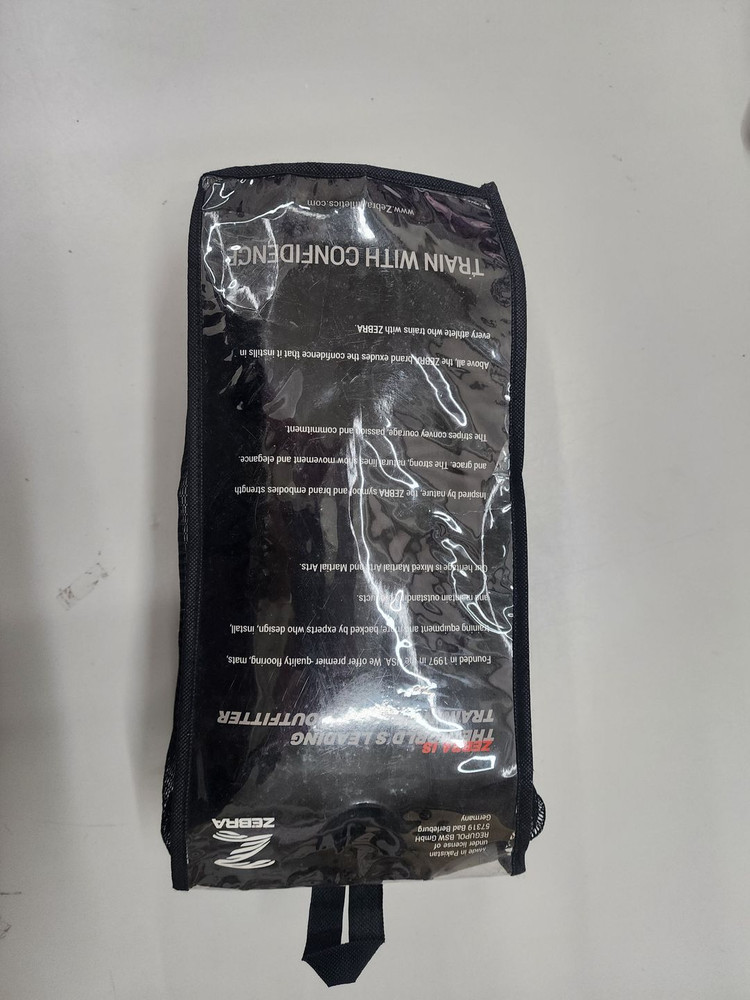 ZEBRA
Made in Pakistan
under license of
REGUPOL BSW GmbH
57319 Bad Berleburg
Germany
ZEBRA IS
THE WORLD'S LEADING
TRAINING OUTFITTER
Founded in 1997 in the USA. We offer premier-quality flooring, mats,
training equipment and more, backed by experts who design, install,
and maintain outstanding products.
Our heritage is Mixed Martial Arts and Martial Arts.
Inspired by nature, the ZEBRA symbol and brand embodies strength
and grace. The strong, natural lines show movement and elegance.
The stripes convey courage, passion and commitment.
Above all, the ZEBRA brand exudes the confidence that it instills in
every athlete who trains with ZEBRA.
TRAIN WITH CONFIDENCE
www.ZebraAthletics.com